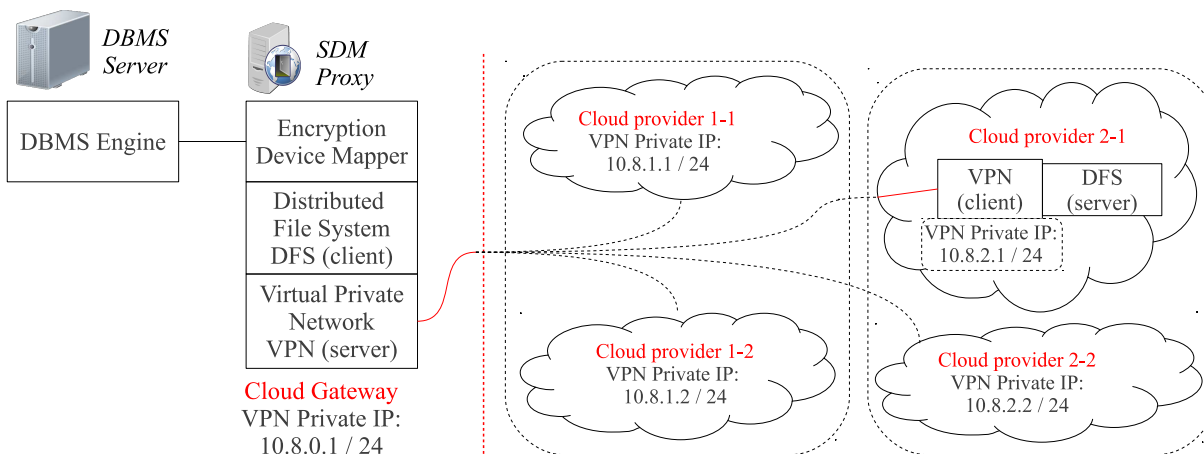 DBMS
Server
DBMS Engine
SDM
Proxy
Encryption
Device Mapper
Distributed
File System
DFS (client)
Virtual Private
Network
VPN (server)
Cloud Gateway
VPN Private IP:
10.8.0.1 / 24
Cloud provider 1-1
VPN Private IP:
10.8.1.1 / 24
Cloud provider 1-2
VPN Private IP:
10.8.1.2 / 24
Cloud provider 2-1
VPN
(client)
DFS
(server)
VPN Private IP:
10.8.2.1 / 24
Cloud provider 2-2
VPN Private IP:
10.8.2.2 / 24